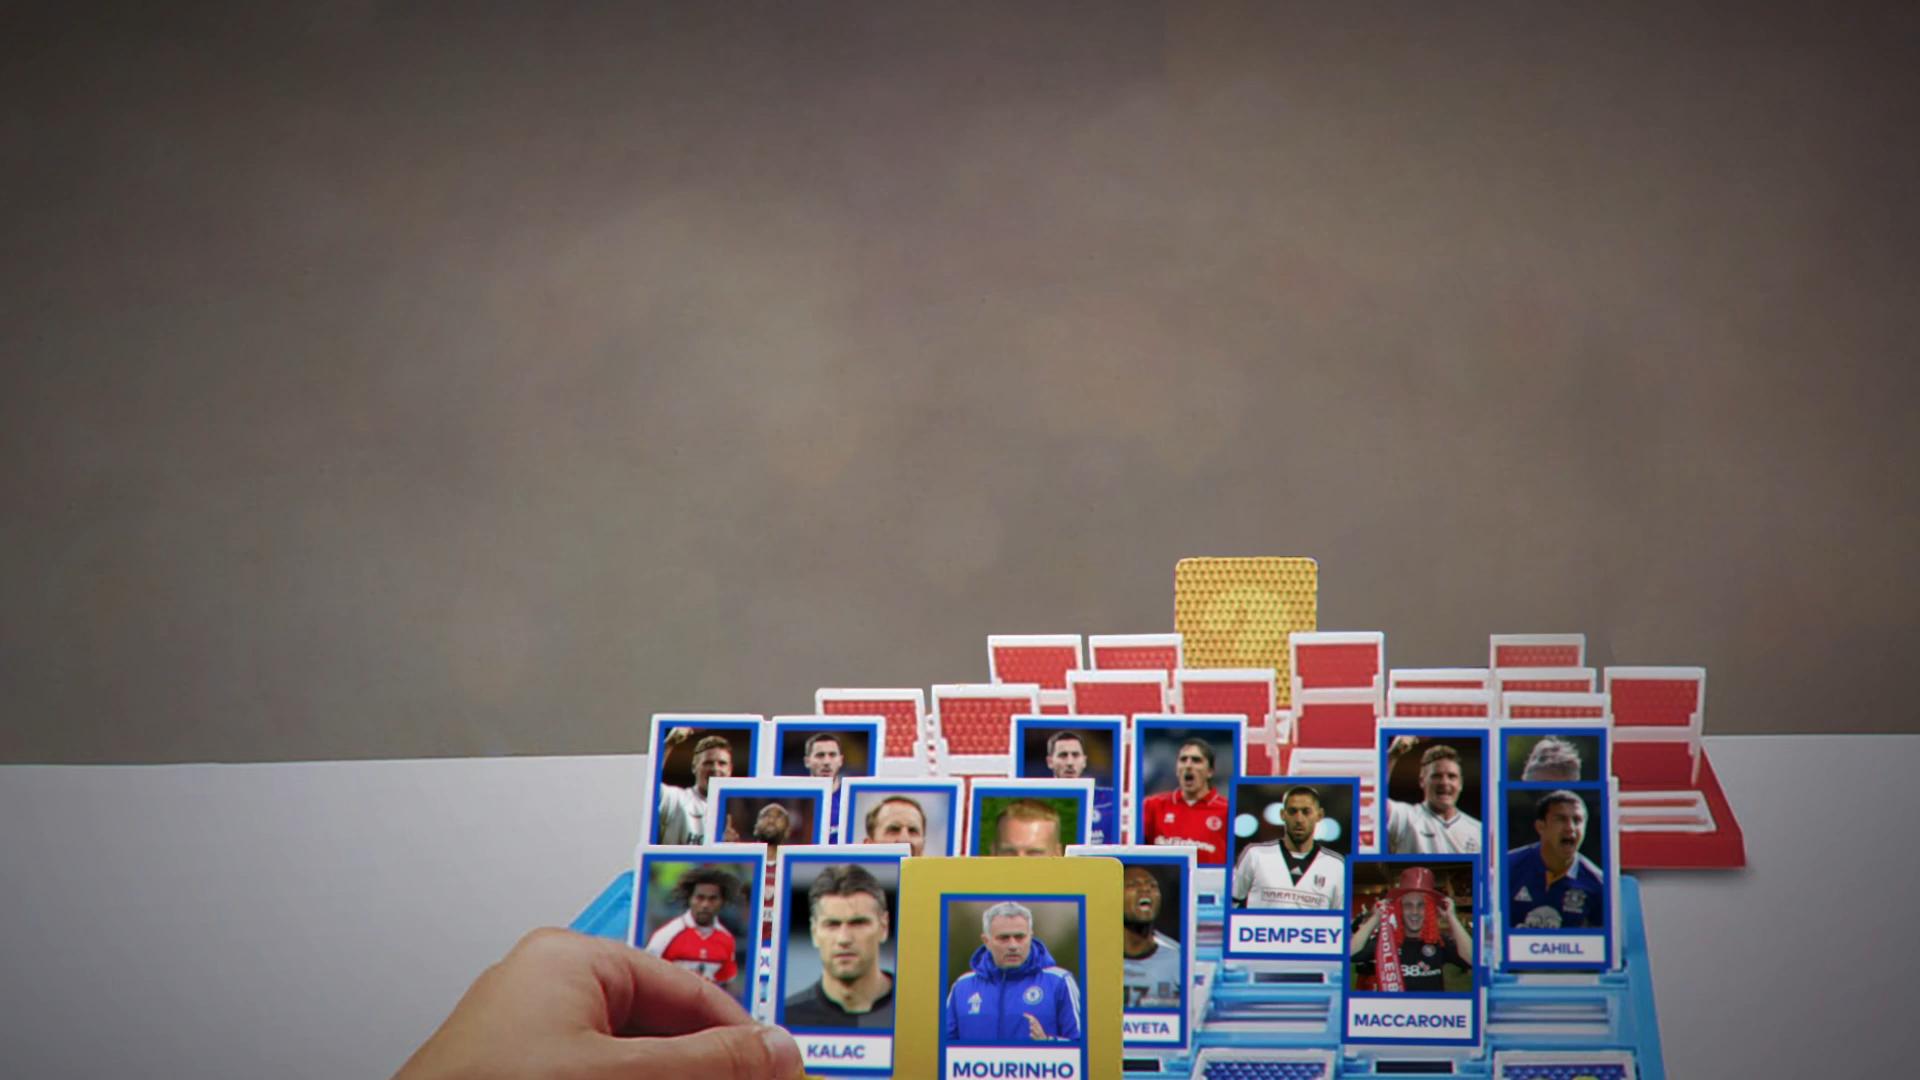 DEMPSEY
CAHILL
MACCARONE
AYETA
KALAC
MOURINHO